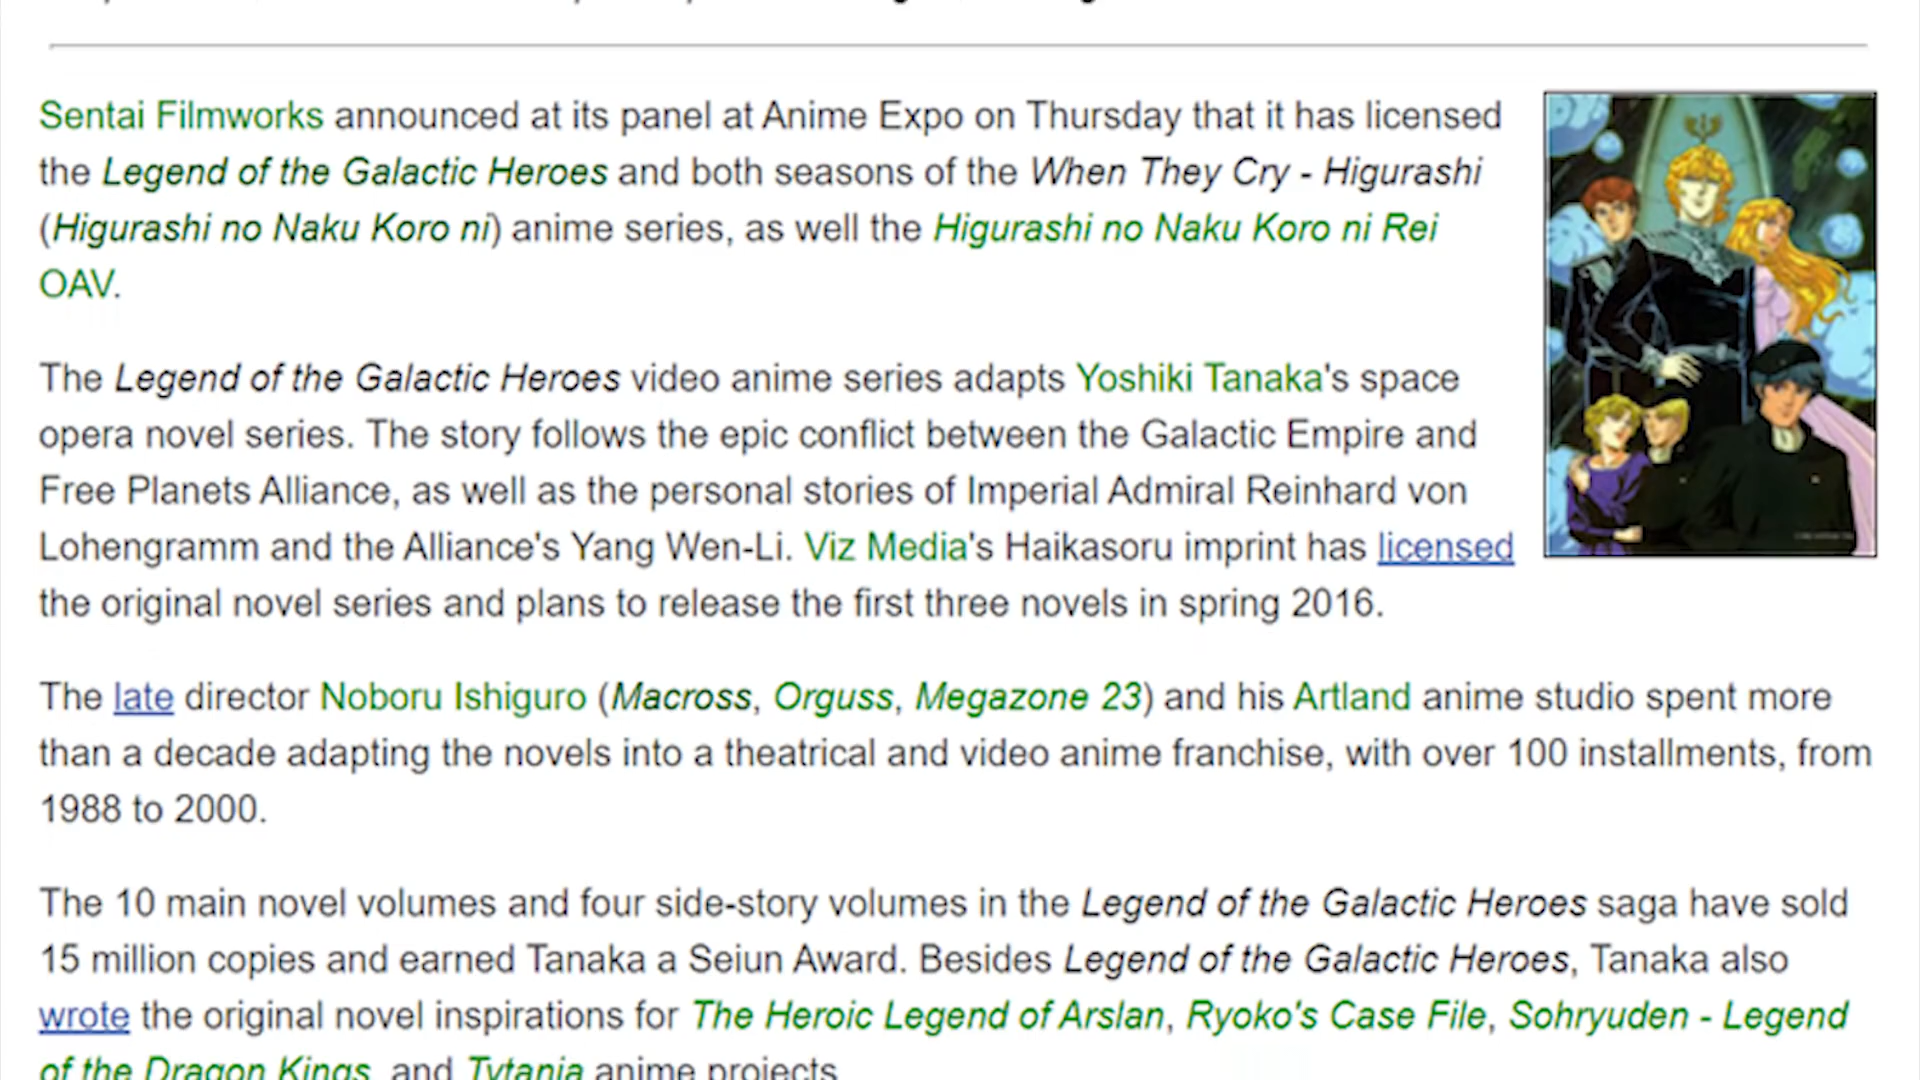 Sentai Filmworks announced at its panel at Anime Expo on Thursday that it has licensed
the Legend of the Galactic Heroes and both seasons of the When They Cry - Higurashi
(Higurashi no Naku Koro ni) anime series, as well the Higurashi no Naku Koro ni Rei
OAV.
The Legend of the Galactic Heroes video anime series adapts Yoshiki Tanaka's space
opera novel series. The story follows the epic conflict between the Galactic Empire and
Free Planets Alliance, as well as the personal stories of Imperial Admiral Reinhard von
Lohengramm and the Alliance's Yang Wen-Li. Viz Media's Haikasoru imprint has licensed
the original novel series and plans to release the first three novels in spring 2016.
The late director Noboru Ishiguro (Macross, Orguss, Megazone 23) and his Artland anime studio spent more
than a decade adapting the novels into a theatrical and video anime franchise, with over 100 installments, from
1988 to 2000.
The 10 main novel volumes and four side-story volumes in the Legend of the Galactic Heroes saga have sold
15 million copies and earned Tanaka a Seiun Award. Besides Legend of the Galactic Heroes, Tanaka also
wrote the original novel inspirations for The Heroic Legend of Arslan, Ryoko's Case File, Sohryuden - Legend
of the Dragon Kings, and Tytania anime projects.